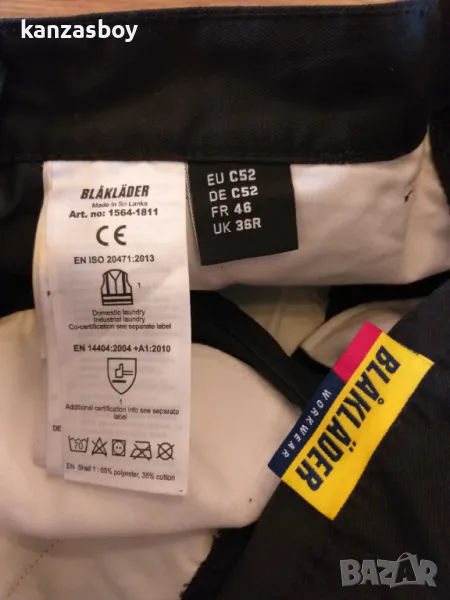 kanzasboy
BLÅKLÄDER
Made in Sri Lanka
Art. no: 1564-1811
CE
EN ISO 20471:2013
1
Domestic laundry
Industrial laundry
Co-certification see separate label
EN 14404:2004 +A1:2010
1
Additional certification info see separate
label
DE
70
EN Shell 1: 65% polyester, 35% cotton
EU C52
DE C52
FR 46
UK 36R
BLÅKLÄDER
WORKWEAR
BAZAR